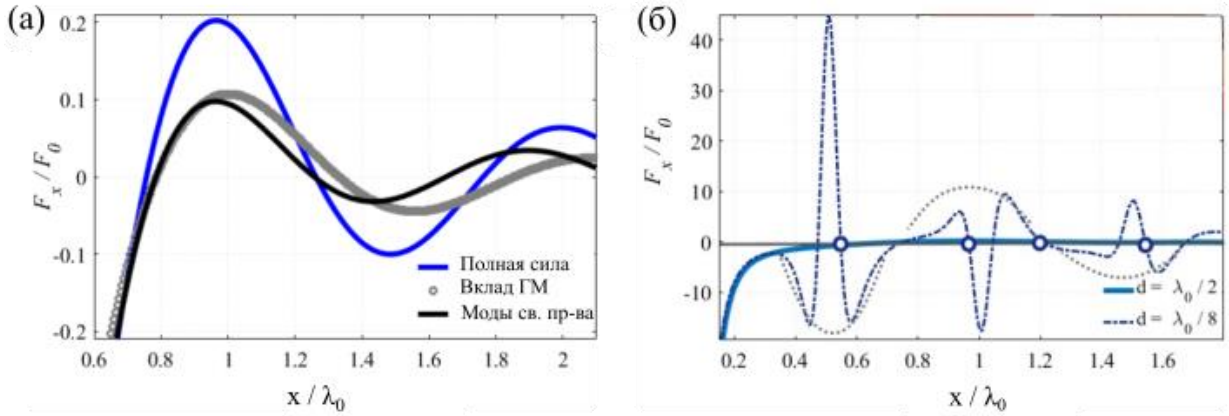 (а)
0.2
0.1
0
-0.1
-0.2
F_x / F_0
0.6
0.8
1
1.2
1.4
1.6
1.8
2
x / λ_0
Полная сила
Вклад ГМ
Моды св. пр-ва
(б)
40
30
20
10
0
-10
F_x / F_0
0.2
0.4
0.6
0.8
1
1.2
1.4
1.6
x / λ_0
d = λ_0 / 2
d = λ_0 / 8